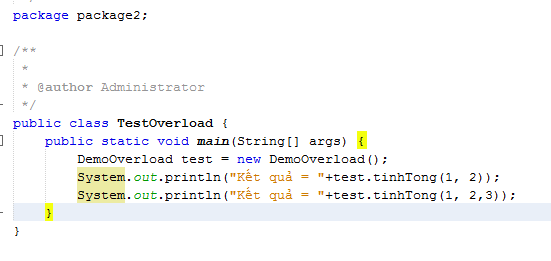 package package2;
/**
*
* @author Administrator
*/
public class TestOverload {
public static void main(String[] args) {
DemoOverload test = new DemoOverload();
System.out.println("Kết quả = "+test.tinhTong(1, 2));
System.out.println("Kết quả = "+test.tinhTong(1, 2,3));
}
}